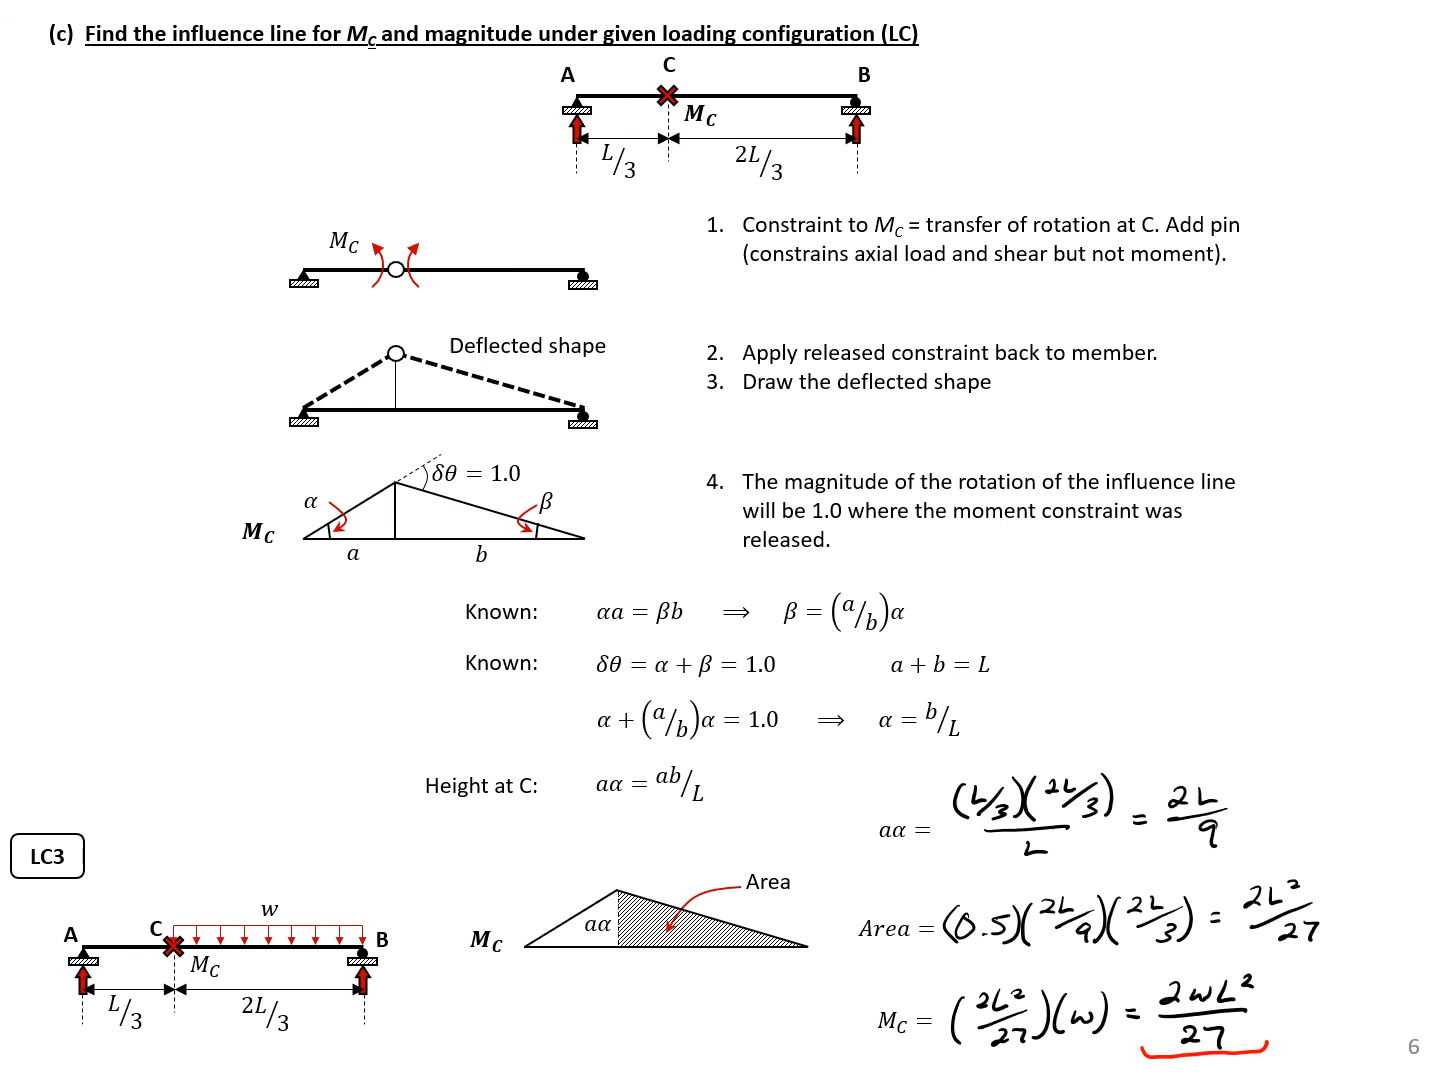 (c) Find the influence line for M_C and magnitude under given loading configuration (LC)
A C B
M_C
L/3 2L/3
1. Constraint to M_C = transfer of rotation at C. Add pin
(constrains axial load and shear but not moment).
M_C
Deflected shape
2. Apply released constraint back to member.
3. Draw the deflected shape
δθ = 1.0
α β
M_C
a b
4. The magnitude of the rotation of the influence line
will be 1.0 where the moment constraint was
released.
Known: αa = βb ⟹ β = (a/b)α
Known: δθ = α + β = 1.0 a + b = L
α + (a/b)α = 1.0 ⟹ α = b/L
Height at C: aα = ab/L
aα = (L/3)(2L/3)/L = 2L/9
LC3
w
A C B
M_C
L/3 2L/3
Area
aα
M_C
Area = (0.5)(2L/9)(2L/3) = 2L²/27
M_C = (2L²/27)(w) = 2wL²/27
6